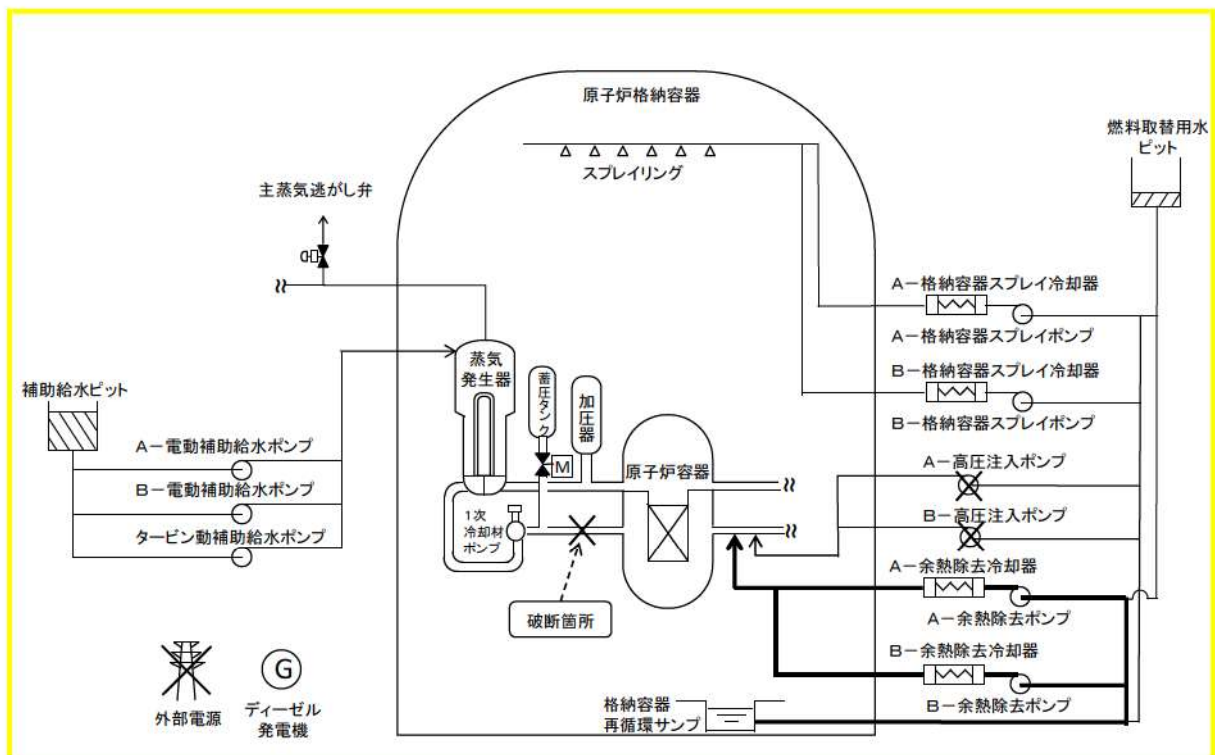 原子炉格納容器
燃料取替用水
ピット
スプレイリング
主蒸気逃がし弁
A-格納容器スプレイ冷却器
A-格納容器スプレイポンプ
蒸気
発生器
蓄圧タンク
加圧器
B-格納容器スプレイ冷却器
B-格納容器スプレイポンプ
補助給水ピット
A-電動補助給水ポンプ
M
原子炉容器
A-高圧注入ポンプ
B-電動補助給水ポンプ
1次
冷却材
ポンプ
B-高圧注入ポンプ
タービン動補助給水ポンプ
A-余熱除去冷却器
破断箇所
A-余熱除去ポンプ
B-余熱除去冷却器
G
外部電源
ディーゼル
発電機
格納容器
再循環サンプ
B-余熱除去ポンプ